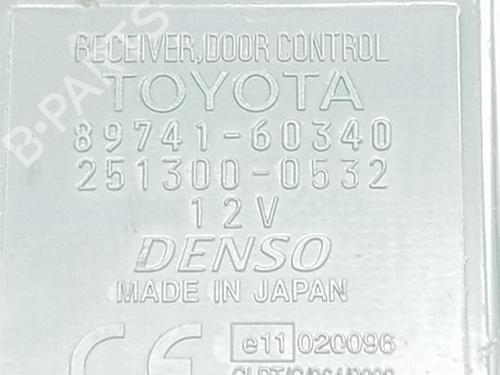 RECEIVER,DOOR CONTROL
TOYOTA
89741-60340
251300-0532
12V
DENSO
MADE IN JAPAN
CE e11 020096
B-PARTS